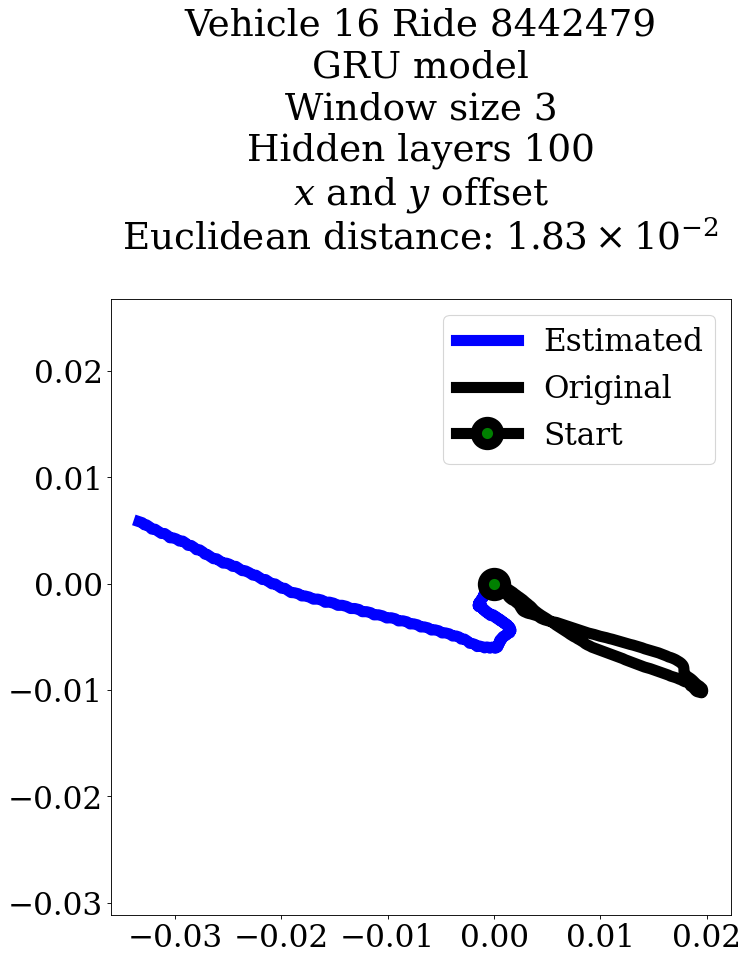 Vehicle 16 Ride 8442479
GRU model
Window size 3
Hidden layers 100
x and y offset
Euclidean distance: 1.83 × 10⁻²
Estimated
Original
Start
0.02
0.01
0.00
−0.01
−0.02
−0.03
−0.03 −0.02 −0.01 0.00 0.01 0.02